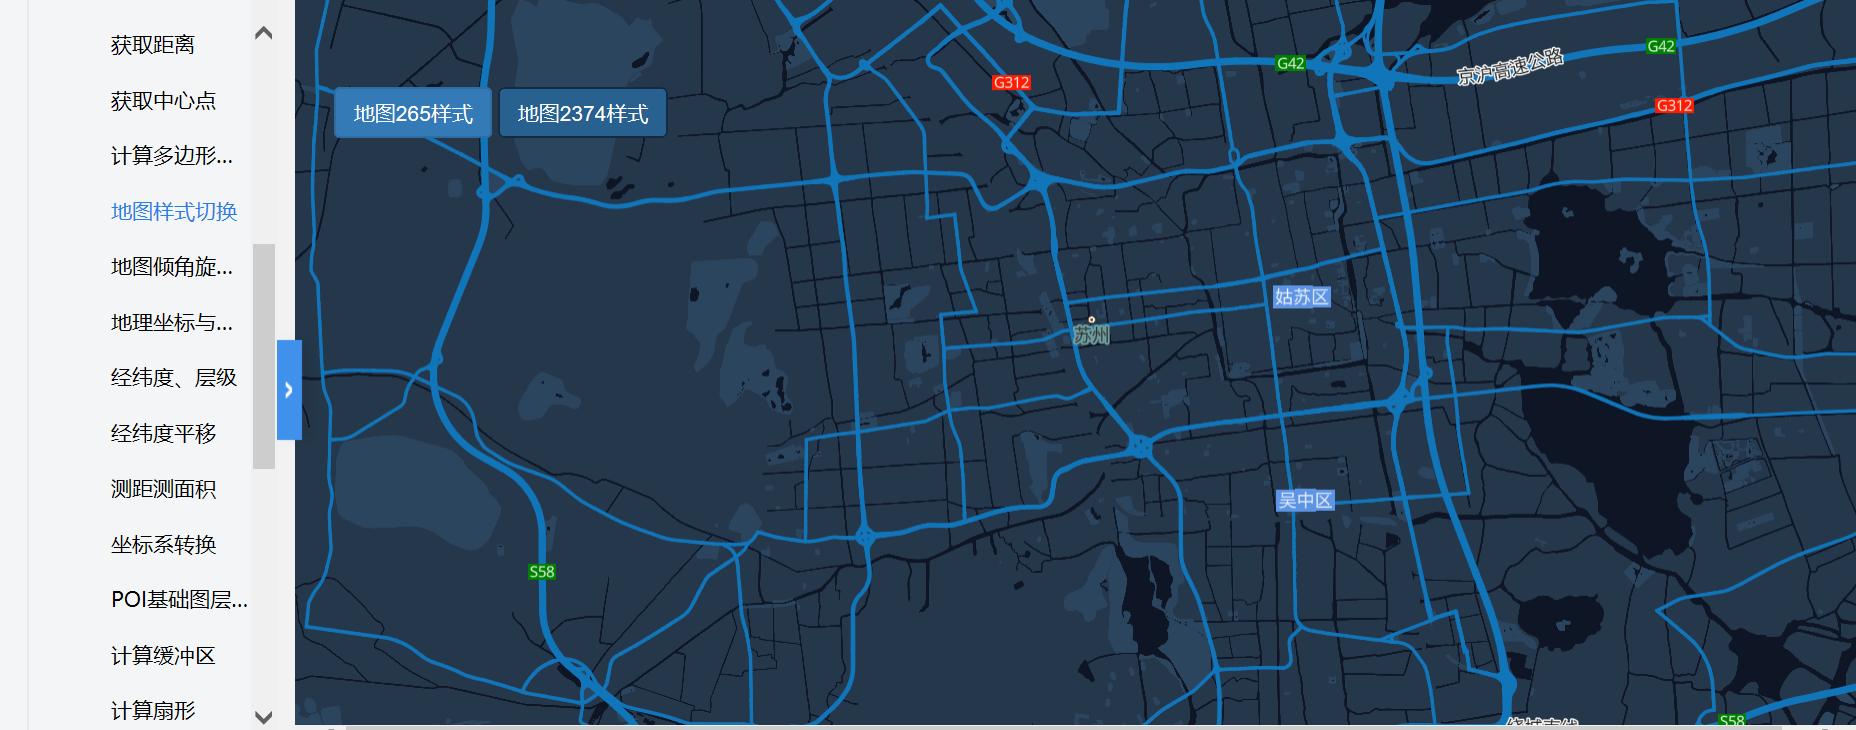 获取距离
获取中心点
计算多边形...
地图样式切换
地图倾角旋...
地理坐标与...
经纬度、层级
经纬度平移
测距测面积
坐标系转换
POI基础图层...
计算缓冲区
计算扇形
地图265样式
地图2374样式
G312
G42
京沪高速公路
G42
G312
姑苏区
苏州
吴中区
S58
S58